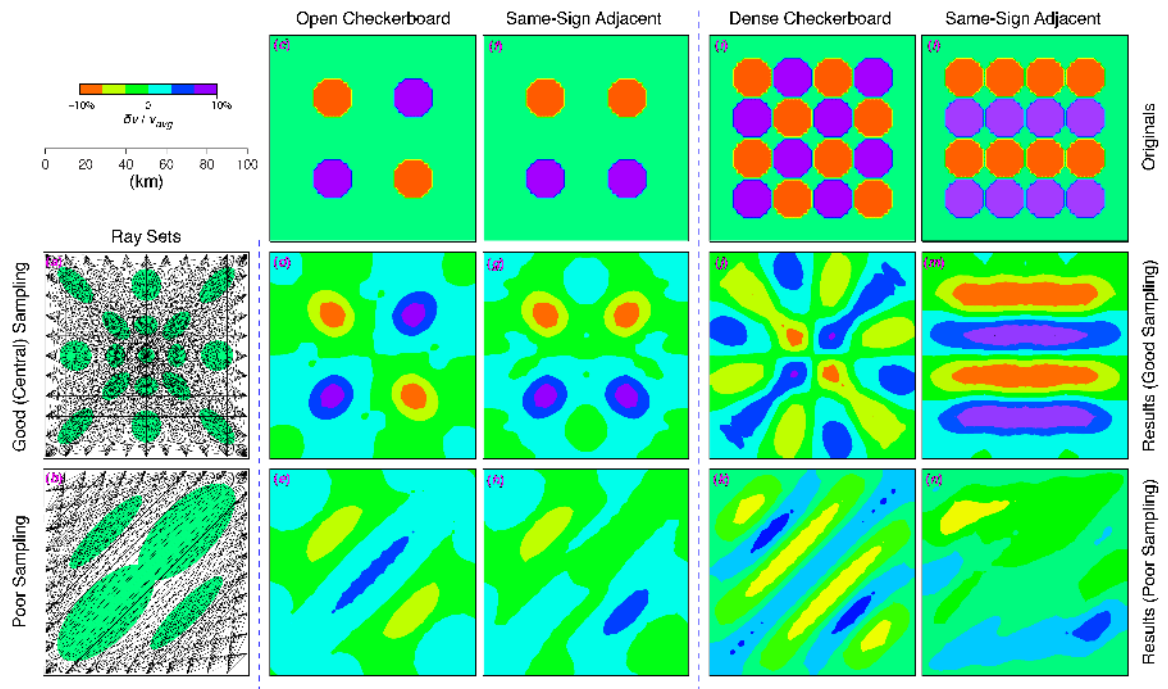 Open Checkerboard
Same-Sign Adjacent
Dense Checkerboard
Same-Sign Adjacent
(c)
(f)
(i)
(l)
−10%
0
10%
δv / vavg
0 20 40 60 80 100
(km)
Originals
Ray Sets
(a)
(d)
(g)
(j)
(m)
Good (Central) Sampling
Results (Good Sampling)
(b)
(e)
(h)
(k)
(n)
Poor Sampling
Results (Poor Sampling)